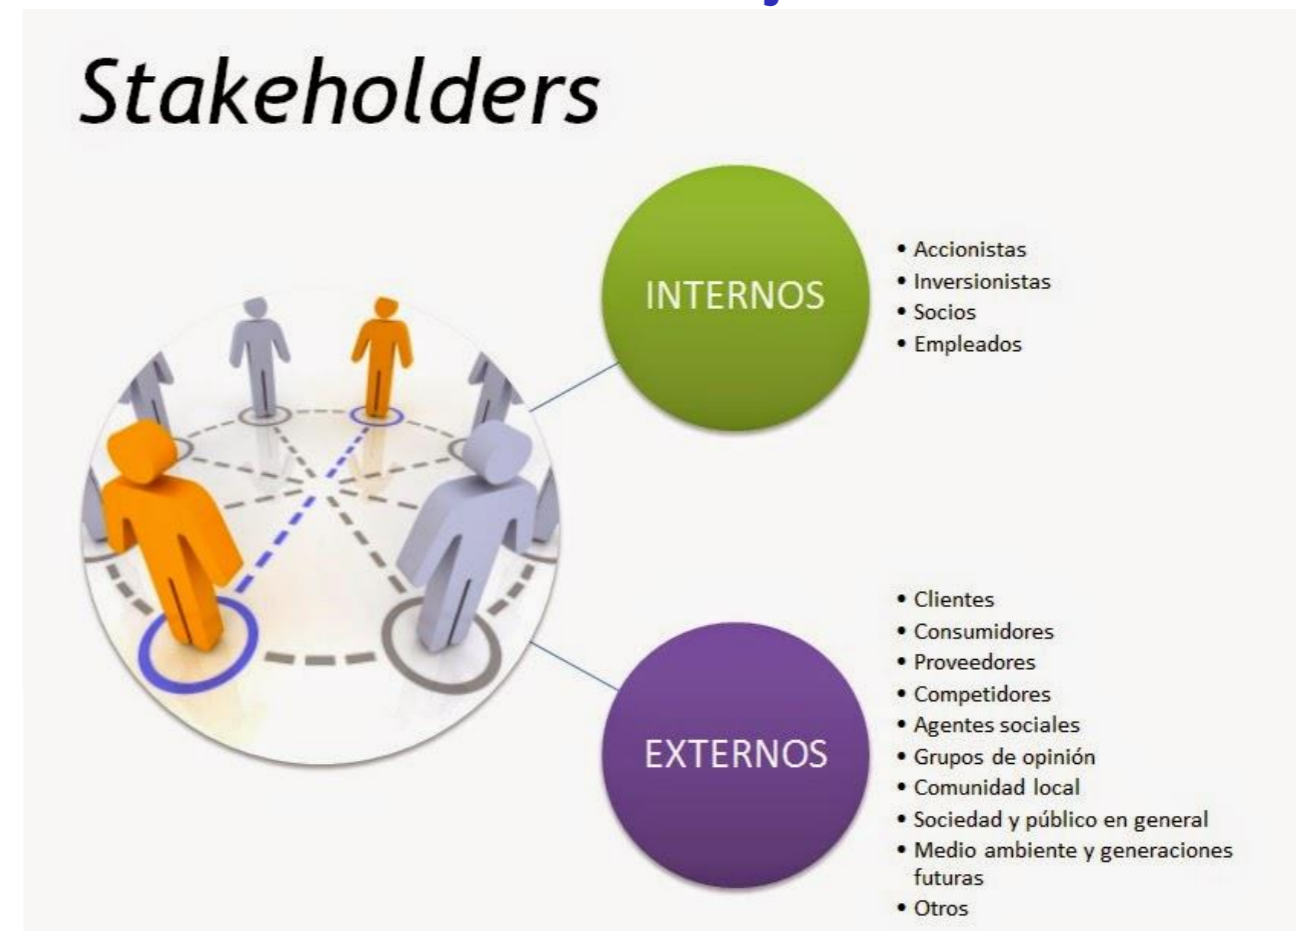 Stakeholders
INTERNOS
• Accionistas
• Inversionistas
• Socios
• Empleados
EXTERNOS
• Clientes
• Consumidores
• Proveedores
• Competidores
• Agentes sociales
• Grupos de opinión
• Comunidad local
• Sociedad y público en general
• Medio ambiente y generaciones
futuras
• Otros